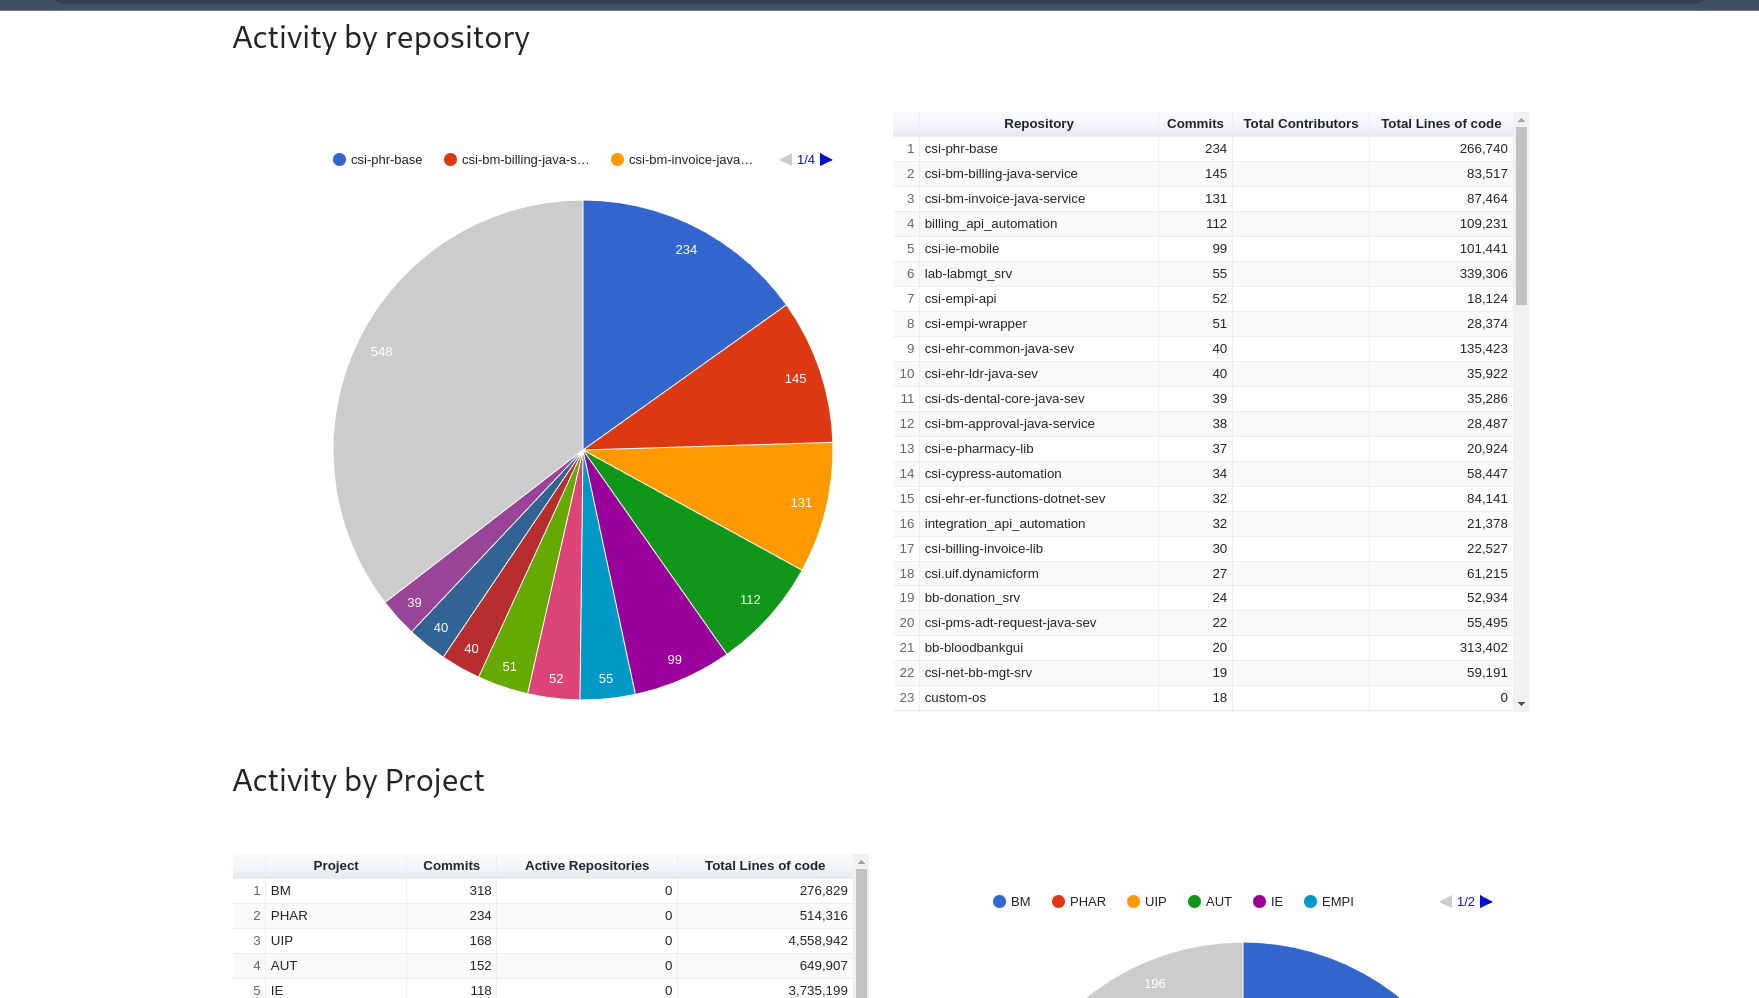 Activity by repository
csi-phr-base csi-bm-billing-java-s… csi-bm-invoice-java… 1/4
234
145
131
112
99
55
52
51
40
40
39
548
Repository Commits Total Contributors Total Lines of code
1 csi-phr-base 234 266,740
2 csi-bm-billing-java-service 145 83,517
3 csi-bm-invoice-java-service 131 87,464
4 billing_api_automation 112 109,231
5 csi-ie-mobile 99 101,441
6 lab-labmgt_srv 55 339,306
7 csi-empi-api 52 18,124
8 csi-empi-wrapper 51 28,374
9 csi-ehr-common-java-sev 40 135,423
10 csi-ehr-ldr-java-sev 40 35,922
11 csi-ds-dental-core-java-sev 39 35,286
12 csi-bm-approval-java-service 38 28,487
13 csi-e-pharmacy-lib 37 20,924
14 csi-cypress-automation 34 58,447
15 csi-ehr-er-functions-dotnet-sev 32 84,141
16 integration_api_automation 32 21,378
17 csi-billing-invoice-lib 30 22,527
18 csi.uif.dynamicform 27 61,215
19 bb-donation_srv 24 52,934
20 csi-pms-adt-request-java-sev 22 55,495
21 bb-bloodbankgui 20 313,402
22 csi-net-bb-mgt-srv 19 59,191
23 custom-os 18 0
Activity by Project
Project Commits Active Repositories Total Lines of code
1 BM 318 0 276,829
2 PHAR 234 0 514,316
3 UIP 168 0 4,558,942
4 AUT 152 0 649,907
5 IE 118 0 3,735,199
BM PHAR UIP AUT IE EMPI 1/2
196